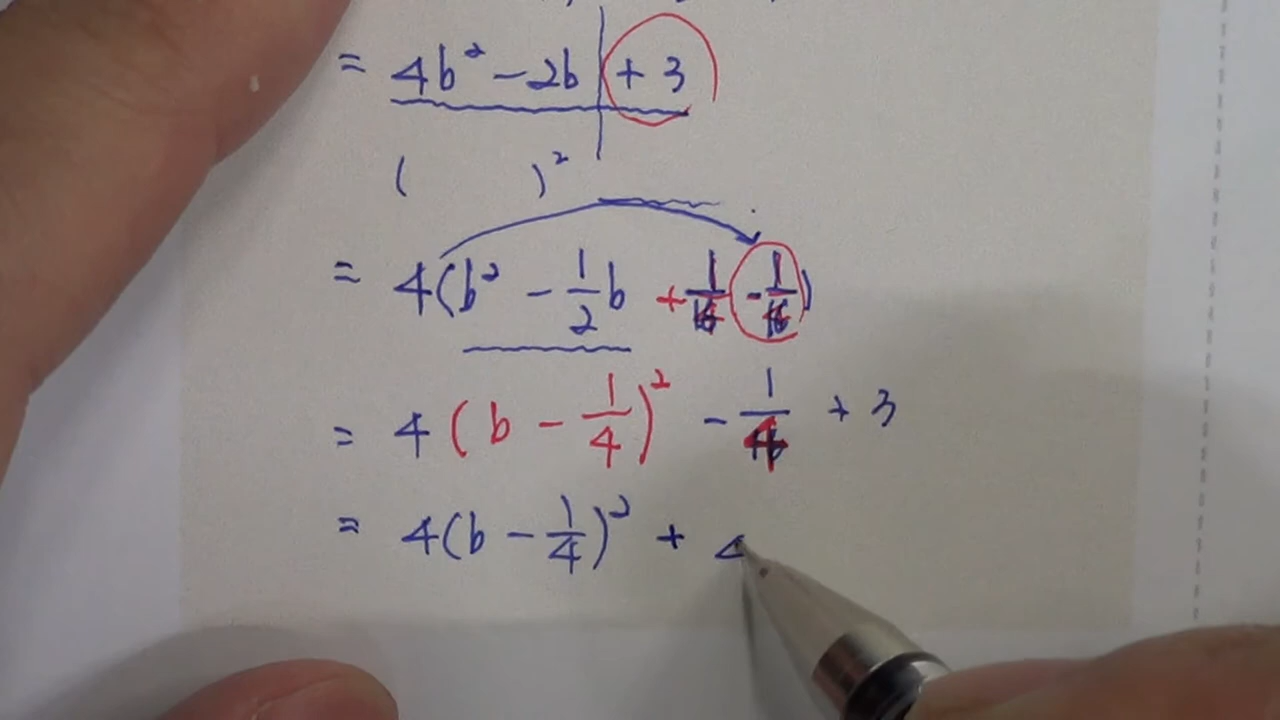 = 4b² - 2b + 3
( )²
= 4(b² - 1/2 b + 1/16 - 1/16)
= 4(b - 1/4)² - 1/4 + 3
= 4(b - 1/4)² + 4